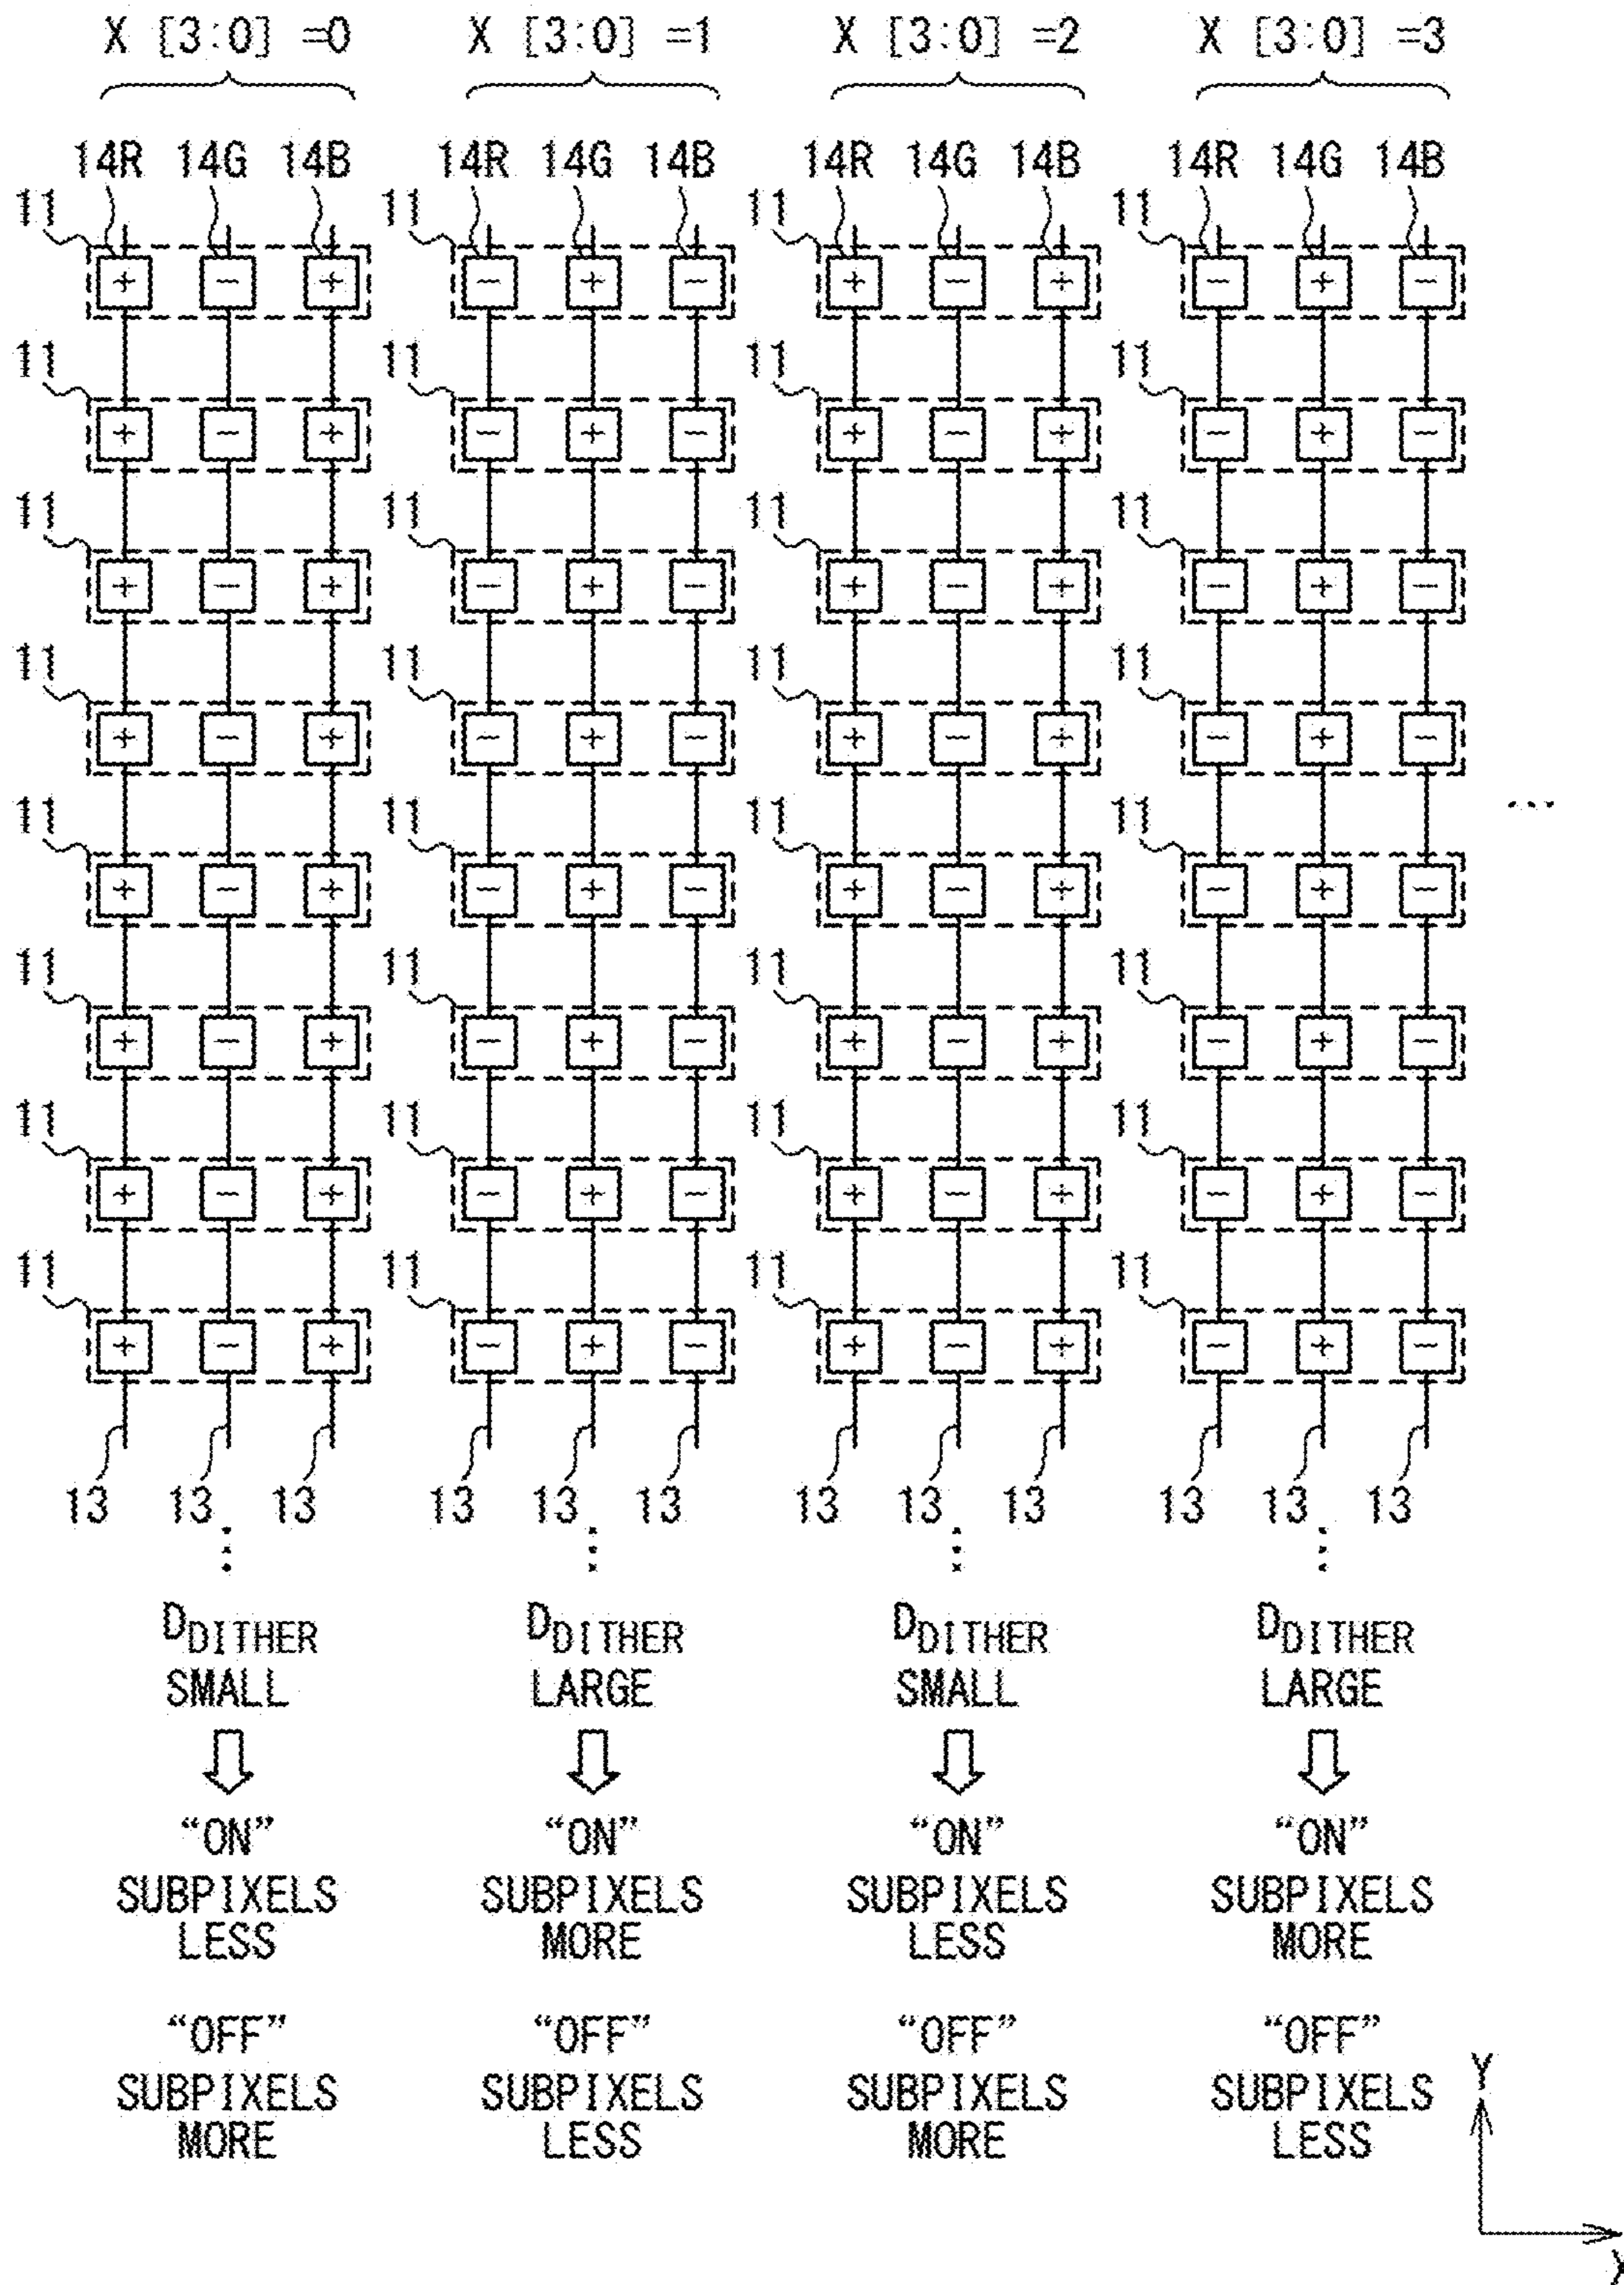 X [3:0] =0 X [3:0] =1 X [3:0] =2 X [3:0] =3
14R 14G 14B 14R 14G 14B 14R 14G 14B 14R 14G 14B
11 11 11 11
+ − + − + − + − + − + −
11 11 11 11
+ − + − + − + − + − + −
11 11 11 11
+ − + − + − + − + − + −
11 11 11 11
+ − + − + − + − + − + −
...
11 11 11 11
+ − + − + − + − + − + −
11 11 11 11
+ − + − + − + − + − + −
11 11 11 11
+ − + − + − + − + − + −
11 11 11 11
+ − + − + − + − + − + −
13 13 13 13 13 13 13 13 13 13 13 13
DDITHER DDITHER DDITHER DDITHER
SMALL LARGE SMALL LARGE
“ON” “ON” “ON” “ON”
SUBPIXELS SUBPIXELS SUBPIXELS SUBPIXELS
LESS MORE LESS MORE
“OFF” “OFF” “OFF” “OFF”
SUBPIXELS SUBPIXELS SUBPIXELS SUBPIXELS
MORE LESS MORE LESS
Y
X